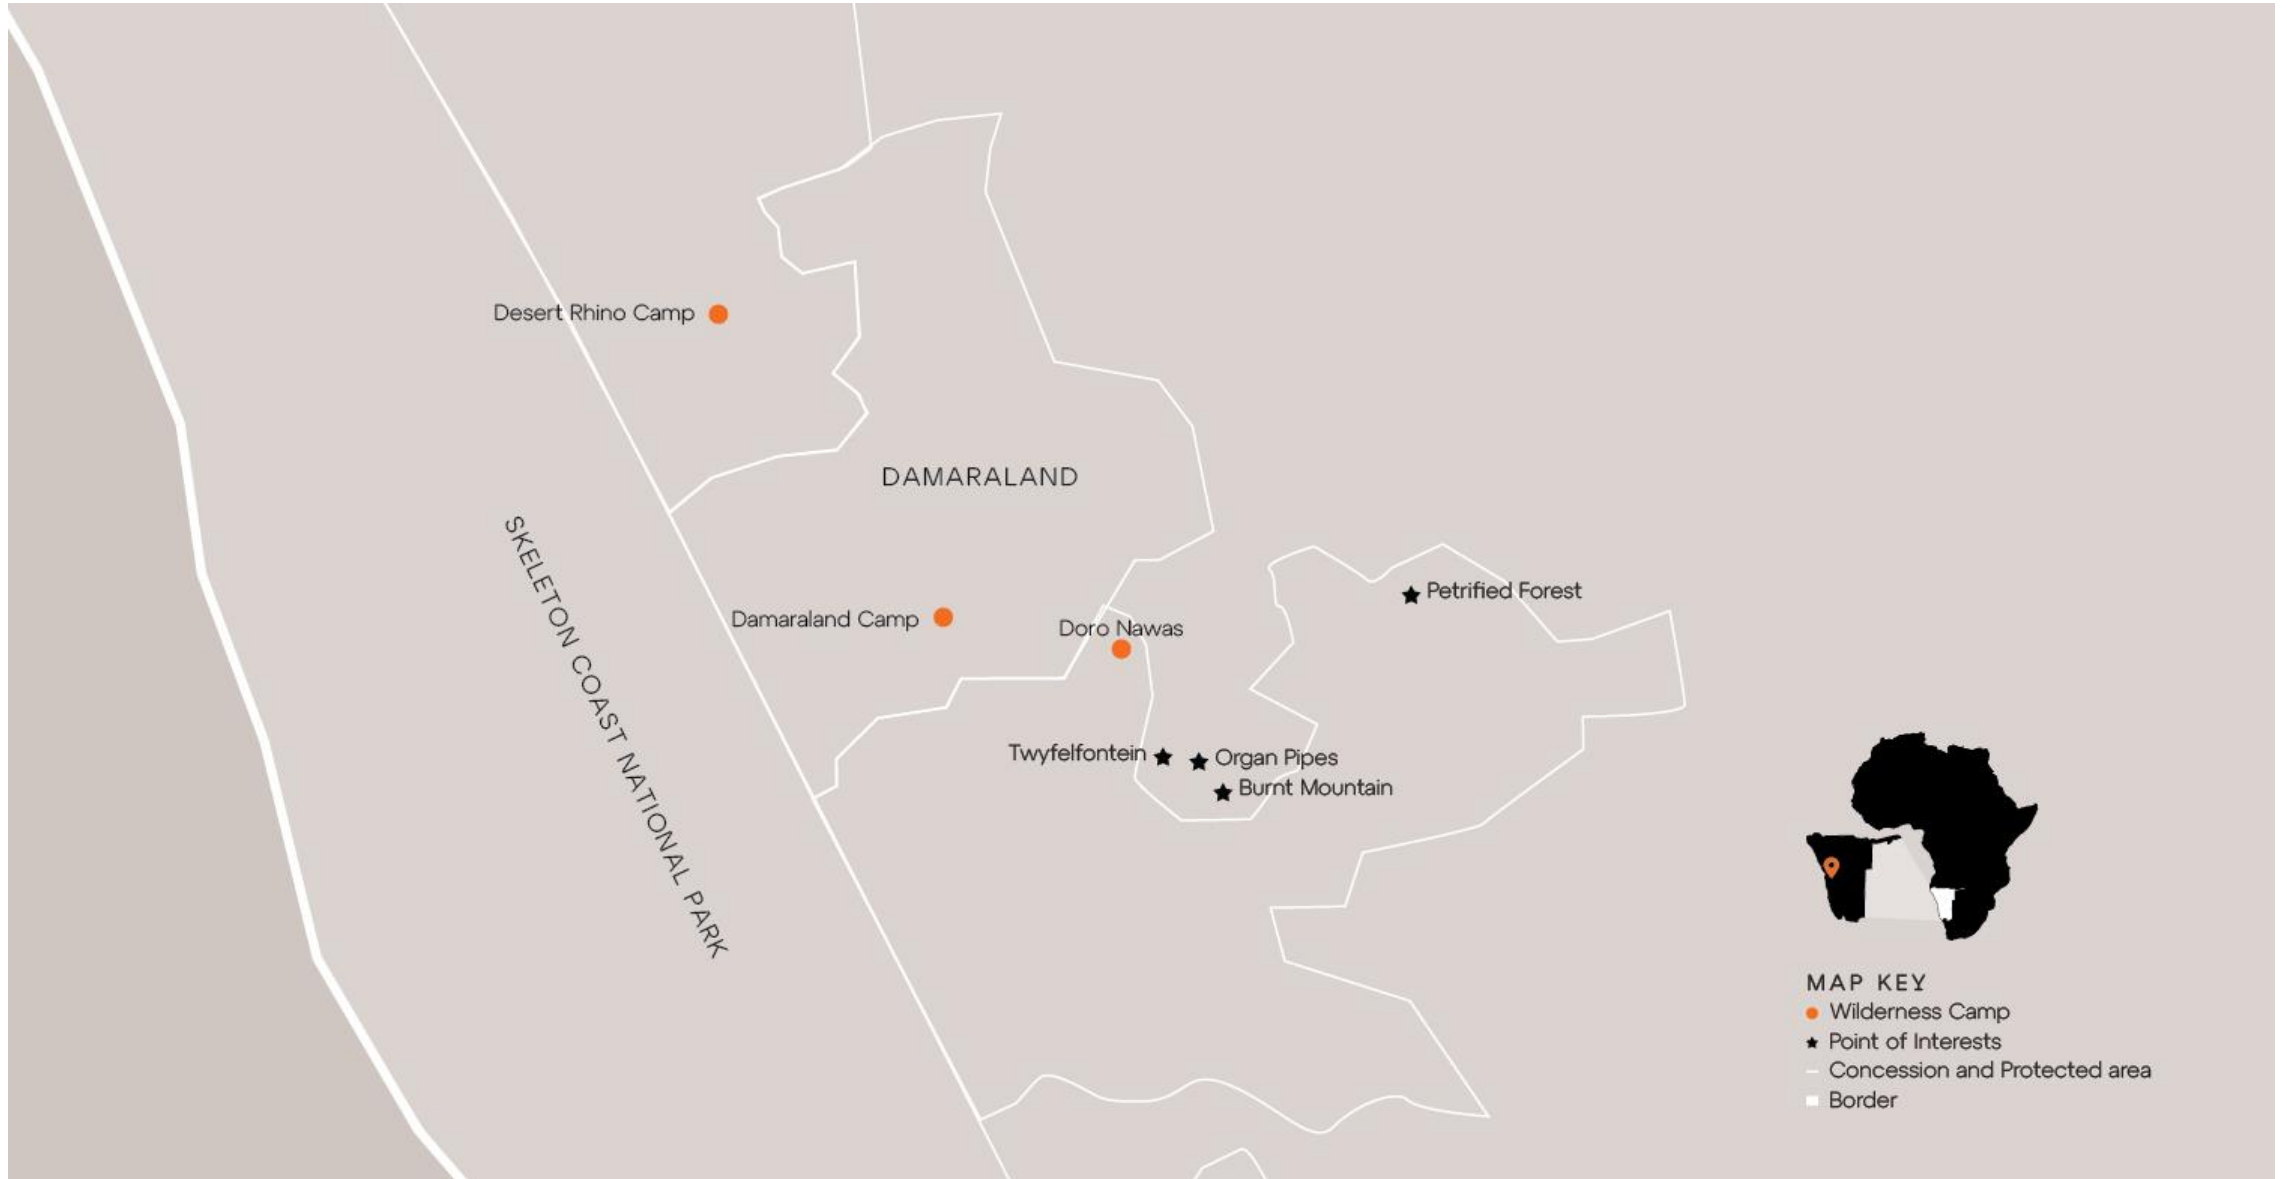 Desert Rhino Camp
DAMARALAND
SKELETON COAST NATIONAL PARK
Petrified Forest
Damaraland Camp
Doro Nawas
Twyfelfontein
Organ Pipes
Burnt Mountain
MAP KEY
Wilderness Camp
Point of Interests
Concession and Protected area
Border